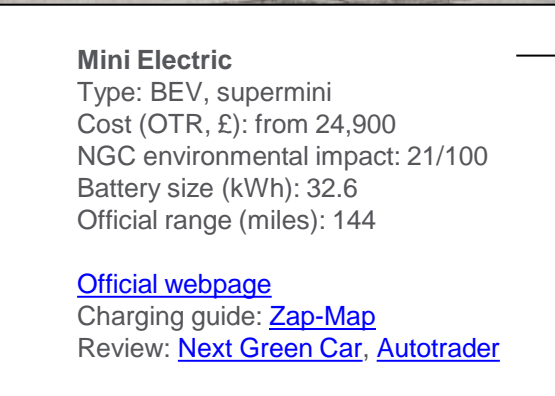 Mini Electric
Type: BEV, supermini
Cost (OTR, £): from 24,900
NGC environmental impact: 21/100
Battery size (kWh): 32.6
Official range (miles): 144
Official webpage
Charging guide: Zap-Map
Review: Next Green Car, Autotrader